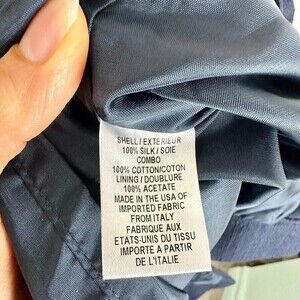 SHELL / EXTERIEUR
100% SILK / SOIE
COMBO
100% COTTON/COTON
LINING / DOUBLURE
100% ACETATE
MADE IN THE USA OF
IMPORTED FABRIC
FROM ITALY
FABRIQUE AUX
ETATS-UNIS DU TISSU
IMPORTE A PARTIR
DE L'ITALIE